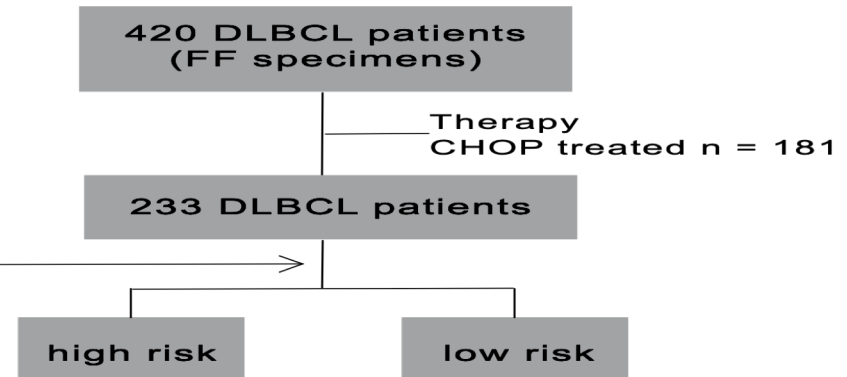 420 DLBCL patients
(FF specimens)
Therapy
CHOP treated n = 181
233 DLBCL patients
high risk
low risk